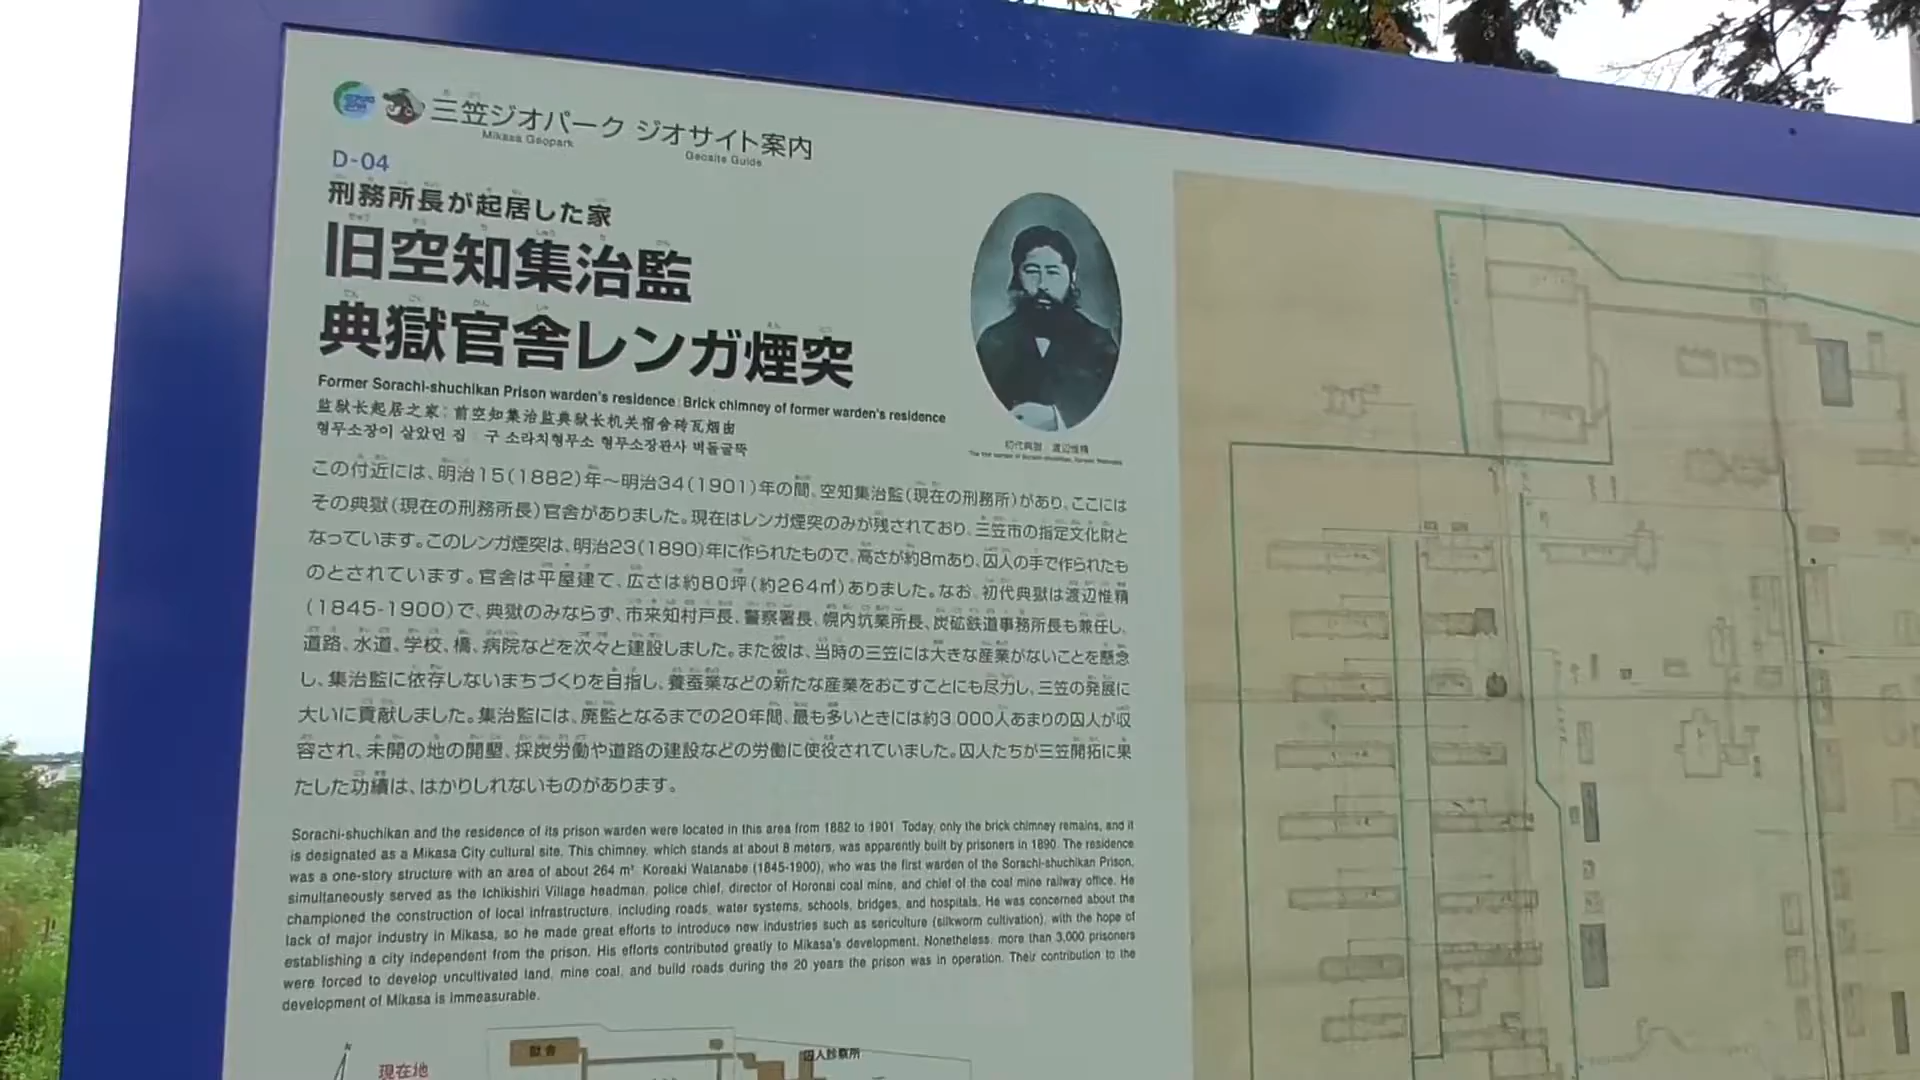 三笠ジオパーク ジオサイト案内
Mikasa Geopark
Geosite Guide
D-04
刑務所長が起居した家
旧空知集治監
典獄官舎レンガ煙突
Former Sorachi-shuchikan Prison warden's residence: Brick chimney of former warden's residence
监狱长起居之家：前空知集治监典狱长机关宿舍砖瓦烟囱
형무소장이 살았던 집 : 구 소라치형무소 형무소장관사 벽돌굴뚝
初代典獄 渡辺惟精
この付近には、明治15(1882)年～明治34(1901)年の間、空知集治監(現在の刑務所)があり、ここには
その典獄(現在の刑務所長)官舎がありました。現在はレンガ煙突のみが残されており、三笠市の指定文化財と
なっています。このレンガ煙突は、明治23(1890)年に作られたもので、高さが約8mあり、囚人の手で作られたも
のとされています。官舎は平屋建て、広さは約80坪(約264㎡)ありました。なお、初代典獄は渡辺惟精
(1845-1900)で、典獄のみならず、市来知村戸長、警察署長、幌内坑業所長、炭砿鉄道事務所長も兼任し、
道路、水道、学校、橋、病院などを次々と建設しました。また彼は、当時の三笠には大きな産業がないことを懸念
し、集治監に依存しないまちづくりを目指し、養蚕業などの新たな産業をおこすことにも尽力し、三笠の発展に
大いに貢献しました。集治監には、廃監となるまでの20年間、最も多いときには約3,000人あまりの囚人が収
容され、未開の地の開墾、採炭労働や道路の建設などの労働に使役されていました。囚人たちが三笠開拓に果
たした功績は、はかりしれないものがあります。
Sorachi-shuchikan and the residence of its prison warden were located in this area from 1882 to 1901. Today, only the brick chimney remains, and it
is designated as a Mikasa City cultural site. This chimney, which stands at about 8 meters, was apparently built by prisoners in 1890. The residence
was a one-story structure with an area of about 264 m². Koreaki Watanabe (1845-1900), who was the first warden of the Sorachi-shuchikan Prison,
simultaneously served as the Ichikishiri Village headman, police chief, director of Horonai coal mine, and chief of the coal mine railway office. He
championed the construction of local infrastructure, including roads, water systems, schools, bridges, and hospitals. He was concerned about the
lack of major industry in Mikasa, so he made great efforts to introduce new industries such as sericulture (silkworm cultivation), with the hope of
establishing a city independent from the prison. His efforts contributed greatly to Mikasa's development. Nonetheless, more than 3,000 prisoners
were forced to develop uncultivated land, mine coal, and build roads during the 20 years the prison was in operation. Their contribution to the
development of Mikasa is immeasurable.
N
現在地
獄舎
囚人診察所